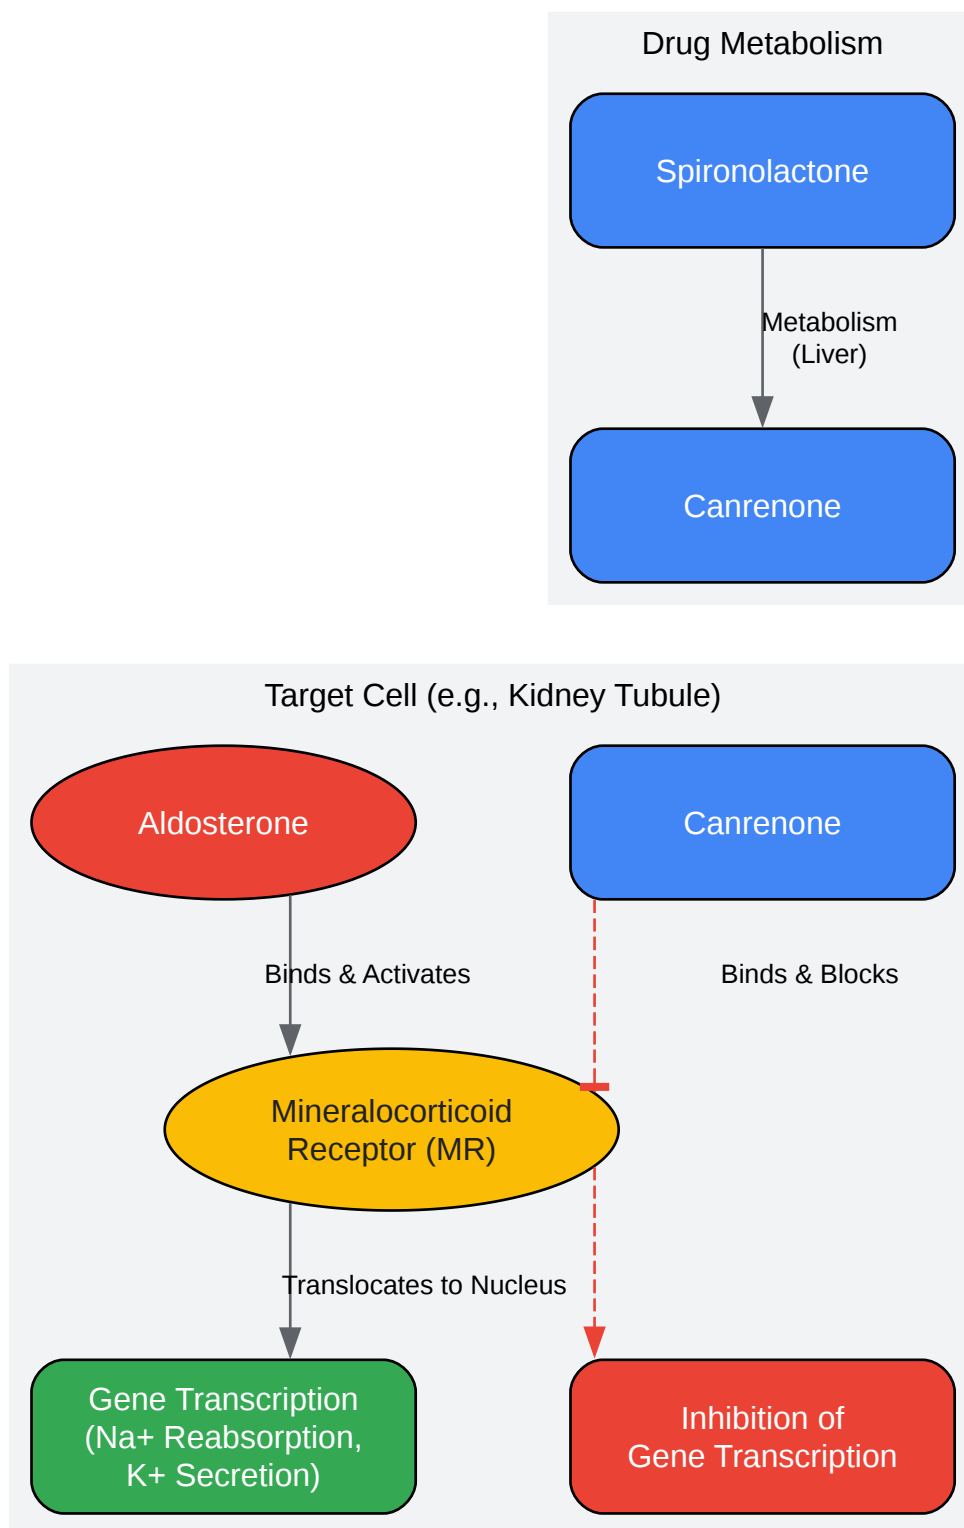 Drug Metabolism
Spironolactone
Metabolism
(Liver)
Canrenone
Target Cell (e.g., Kidney Tubule)
Aldosterone
Canrenone
Binds & Activates
Binds & Blocks
Mineralocorticoid
Receptor (MR)
Translocates to Nucleus
Gene Transcription
(Na+ Reabsorption,
K+ Secretion)
Inhibition of
Gene Transcription